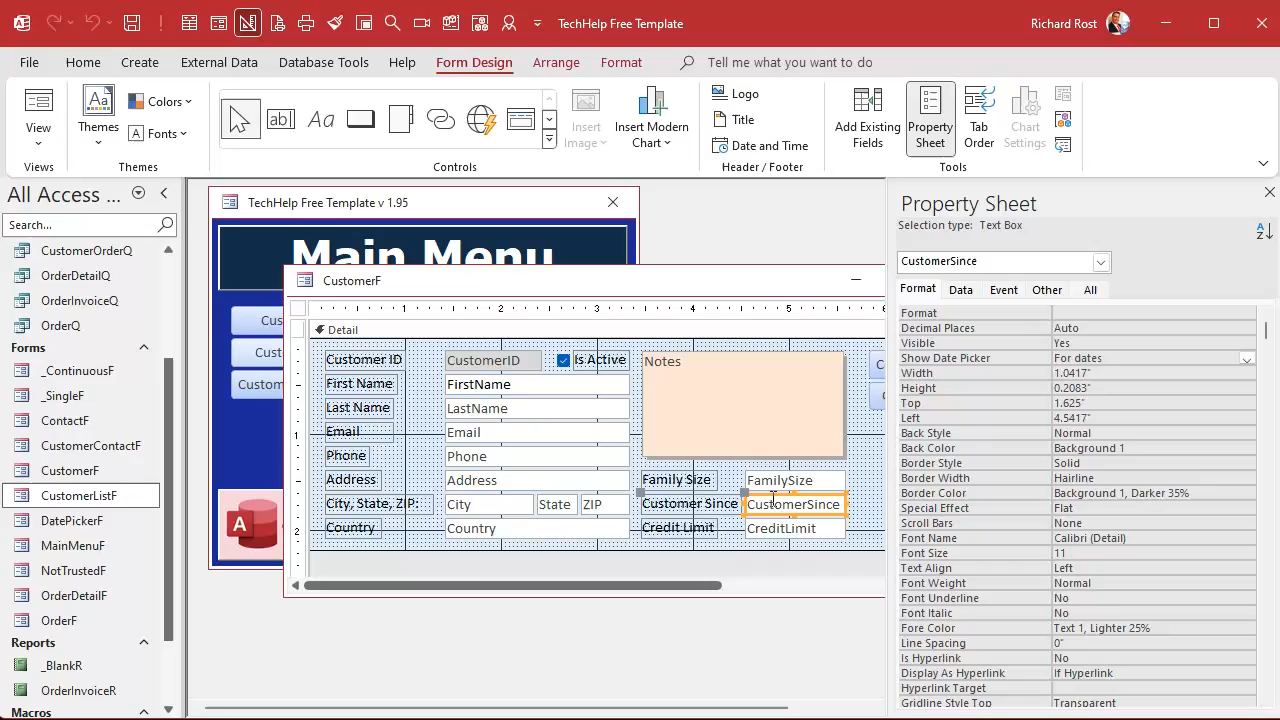 TechHelp Free Template
Richard Rost
File Home Create External Data Database Tools Help Form Design Arrange Format Tell me what you want to do
View
Views
Themes
Colors
Fonts
Themes
Aa
Controls
Insert Image
Insert Modern Chart
Logo
Title
Date and Time
Header / Footer
Add Existing Fields
Property Sheet
Tab Order
Chart Settings
Tools
All Access ...
Search...
CustomerOrderQ
OrderDetailQ
OrderInvoiceQ
OrderQ
Forms
_ContinuousF
_SingleF
ContactF
CustomerContactF
CustomerF
CustomerListF
DatePickerF
MainMenuF
NotTrustedF
OrderDetailF
OrderF
Reports
_BlankR
OrderInvoiceR
Macros
TechHelp Free Template v 1.95
Main Menu
Cus
Cust
Custom
A
CustomerF
1 2 3 4 5
Detail
Customer ID CustomerID Is Active
First Name FirstName
Last Name LastName
Email Email
Phone Phone
Address Address
City, State, ZIP: City State ZIP
Country Country
Notes
Family Size FamilySize
Customer Since CustomerSince
Credit Limit CreditLimit
1
2
Property Sheet
Selection type: Text Box
CustomerSince
Format Data Event Other All
Format
Decimal Places Auto
Visible Yes
Show Date Picker For dates
Width 1.0417"
Height 0.2083"
Top 1.625"
Left 4.5417"
Back Style Normal
Back Color Background 1
Border Style Solid
Border Width Hairline
Border Color Background 1, Darker 35%
Special Effect Flat
Scroll Bars None
Font Name Calibri (Detail)
Font Size 11
Text Align Left
Font Weight Normal
Font Underline No
Font Italic No
Fore Color Text 1, Lighter 25%
Line Spacing 0"
Is Hyperlink No
Display As Hyperlink If Hyperlink
Hyperlink Target
Gridline Style Top Transparent